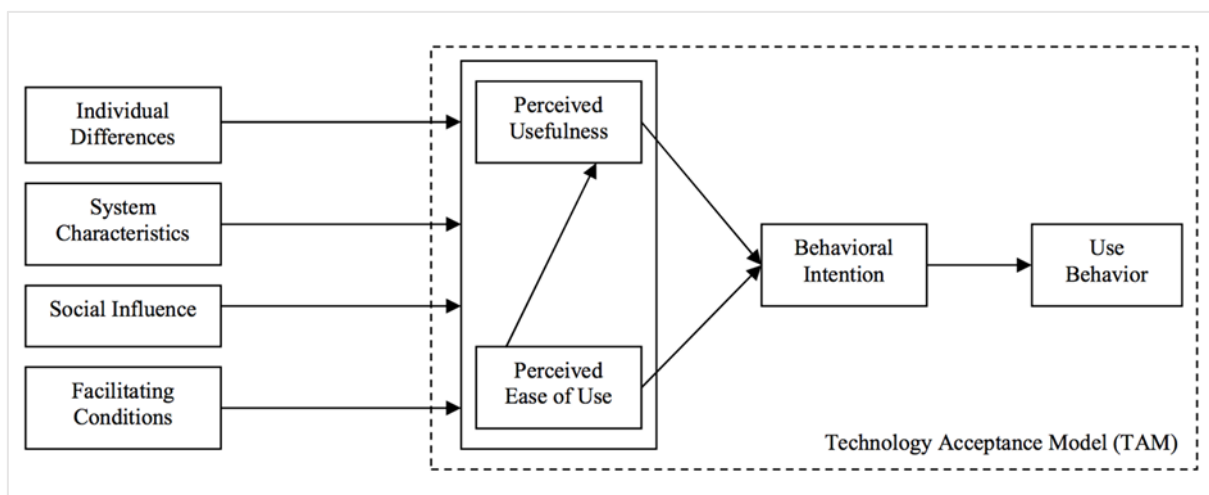 Individual
Differences
System
Characteristics
Social Influence
Facilitating
Conditions
Perceived
Usefulness
Perceived
Ease of Use
Behavioral
Intention
Use
Behavior
Technology Acceptance Model (TAM)